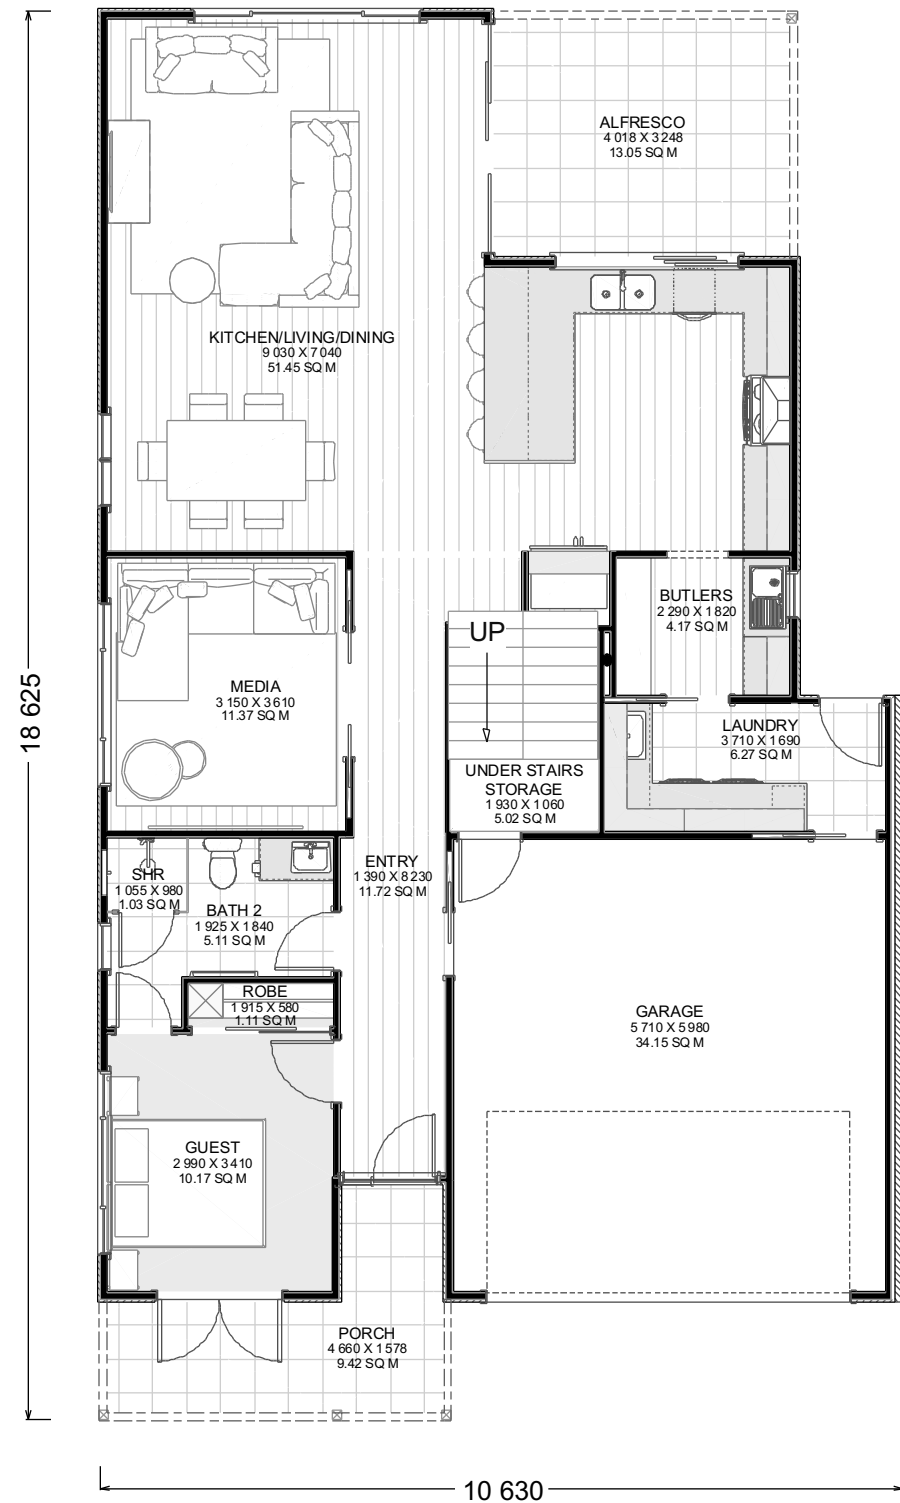 ALFRESCO
4 018 X 3 248
13.05 SQ M
KITCHEN/LIVING/DINING
9 030 X 7 040
51.45 SQ M
BUTLERS
2 290 X 1 820
4.17 SQ M
UP
MEDIA
3 150 X 3 610
11.37 SQ M
LAUNDRY
3 710 X 1 690
6.27 SQ M
UNDER STAIRS
STORAGE
1 930 X 1 060
5.02 SQ M
18 625
ENTRY
1 390 X 8 230
11.72 SQ M
SHR
1 055 X 980
1.03 SQ M
BATH 2
1 925 X 1 840
5.11 SQ M
ROBE
1 915 X 580
1.11 SQ M
GARAGE
5 710 X 5 980
34.15 SQ M
GUEST
2 990 X 3 410
10.17 SQ M
PORCH
4 660 X 1 578
9.42 SQ M
10 630